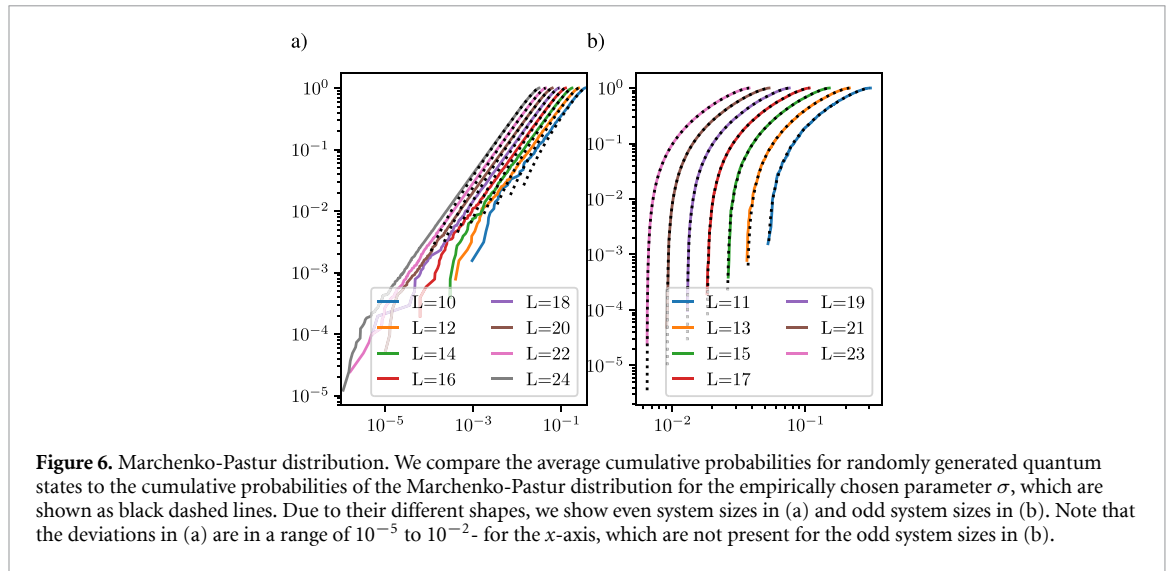 a)
b)
10⁰
10⁻¹
10⁻²
10⁻³
10⁻⁴
10⁻⁵
L=10
L=12
L=14
L=16
L=18
L=20
L=22
L=24
10⁻⁵
10⁻³
10⁻¹
10⁰
10⁻¹
10⁻²
10⁻³
10⁻⁴
10⁻⁵
L=11
L=13
L=15
L=17
L=19
L=21
L=23
10⁻²
10⁻¹
Figure 6. Marchenko-Pastur distribution. We compare the average cumulative probabilities for randomly generated quantum
states to the cumulative probabilities of the Marchenko-Pastur distribution for the empirically chosen parameter σ, which are
shown as black dashed lines. Due to their different shapes, we show even system sizes in (a) and odd system sizes in (b). Note that
the deviations in (a) are in a range of 10⁻⁵ to 10⁻²- for the x-axis, which are not present for the odd system sizes in (b).